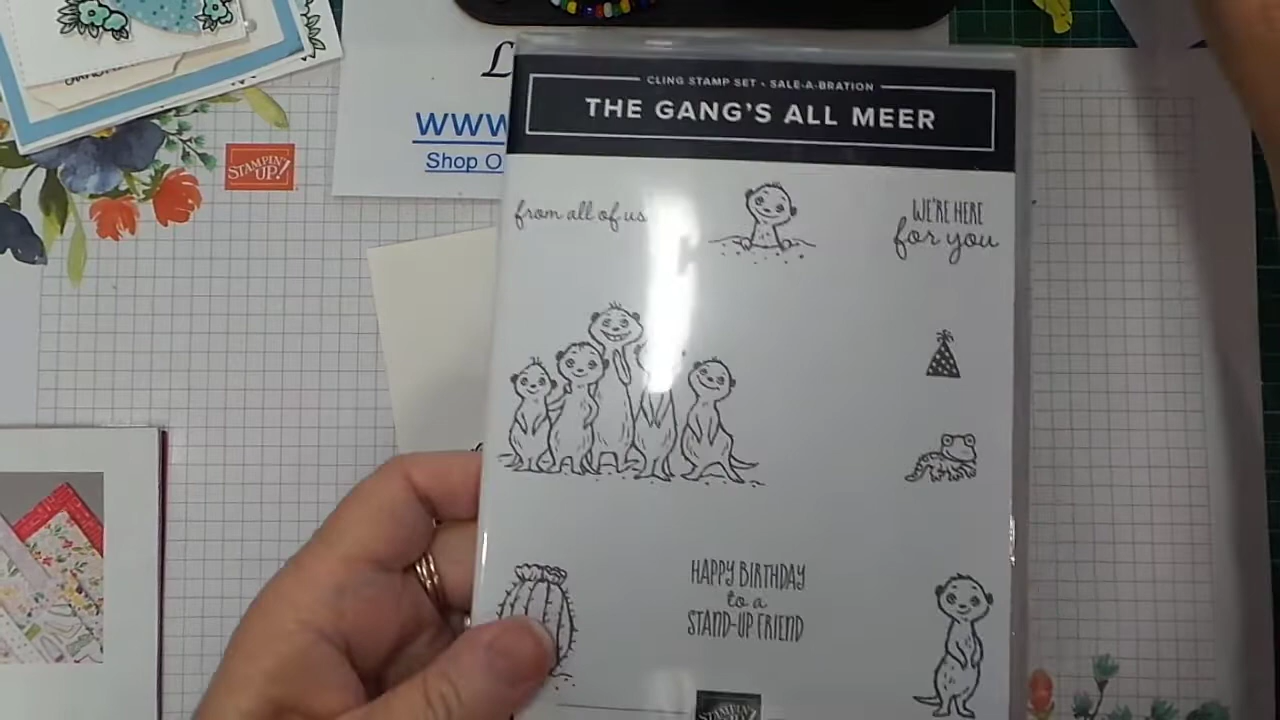 WWW
Shop O
STAMPIN' UP!
CLING STAMP SET • SALE-A-BRATION
THE GANG'S ALL MEER
from all of us
WE'RE HERE
for you
HAPPY BIRTHDAY
to a
STAND-UP FRIEND
STAMPIN'